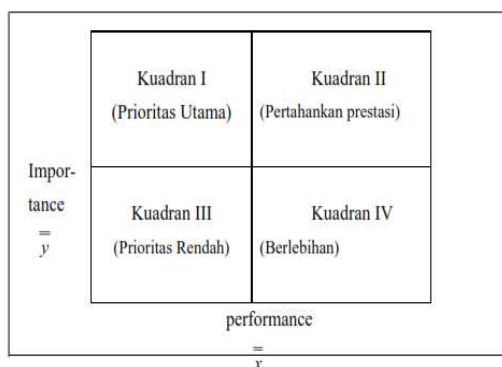 Kuadran I
(Prioritas Utama)
Kuadran II
(Pertahankan prestasi)
Impor-
tance
y
Kuadran III
(Prioritas Rendah)
Kuadran IV
(Berlebihan)
performance
x